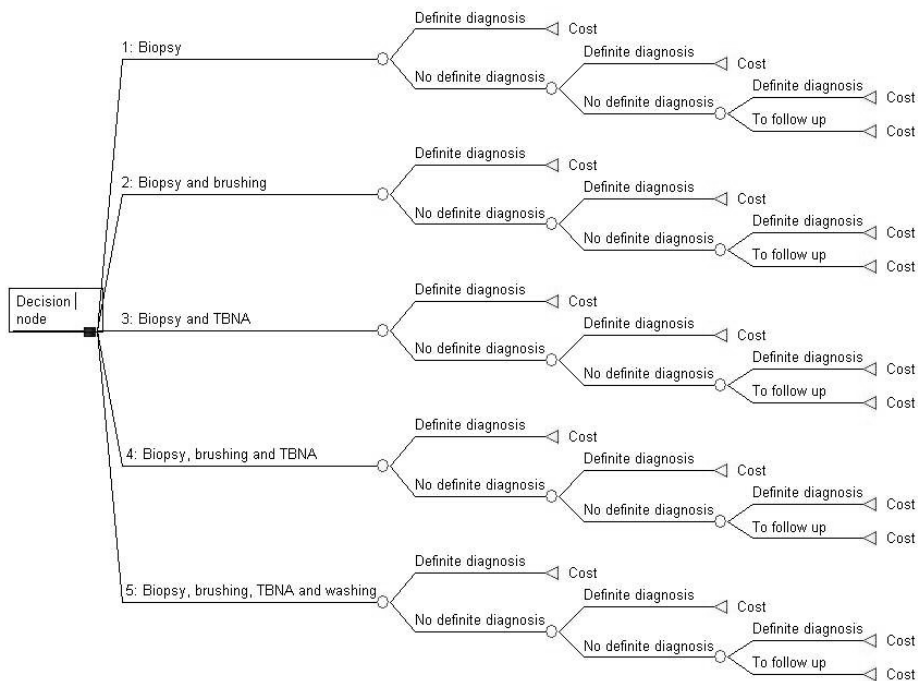 Definite diagnosis
Cost
1: Biopsy
Definite diagnosis
No definite diagnosis
Cost
Definite diagnosis
No definite diagnosis
Cost
To follow up
Cost
Definite diagnosis
Cost
2: Biopsy and brushing
Definite diagnosis
No definite diagnosis
Cost
Definite diagnosis
No definite diagnosis
Cost
To follow up
Cost
Decision
node
Definite diagnosis
Cost
3: Biopsy and TBNA
Definite diagnosis
No definite diagnosis
Cost
Definite diagnosis
No definite diagnosis
Cost
To follow up
Cost
Definite diagnosis
Cost
4: Biopsy, brushing and TBNA
Definite diagnosis
No definite diagnosis
Cost
Definite diagnosis
No definite diagnosis
Cost
To follow up
Cost
Definite diagnosis
Cost
5: Biopsy, brushing, TBNA and washing
Definite diagnosis
No definite diagnosis
Cost
Definite diagnosis
No definite diagnosis
Cost
To follow up
Cost